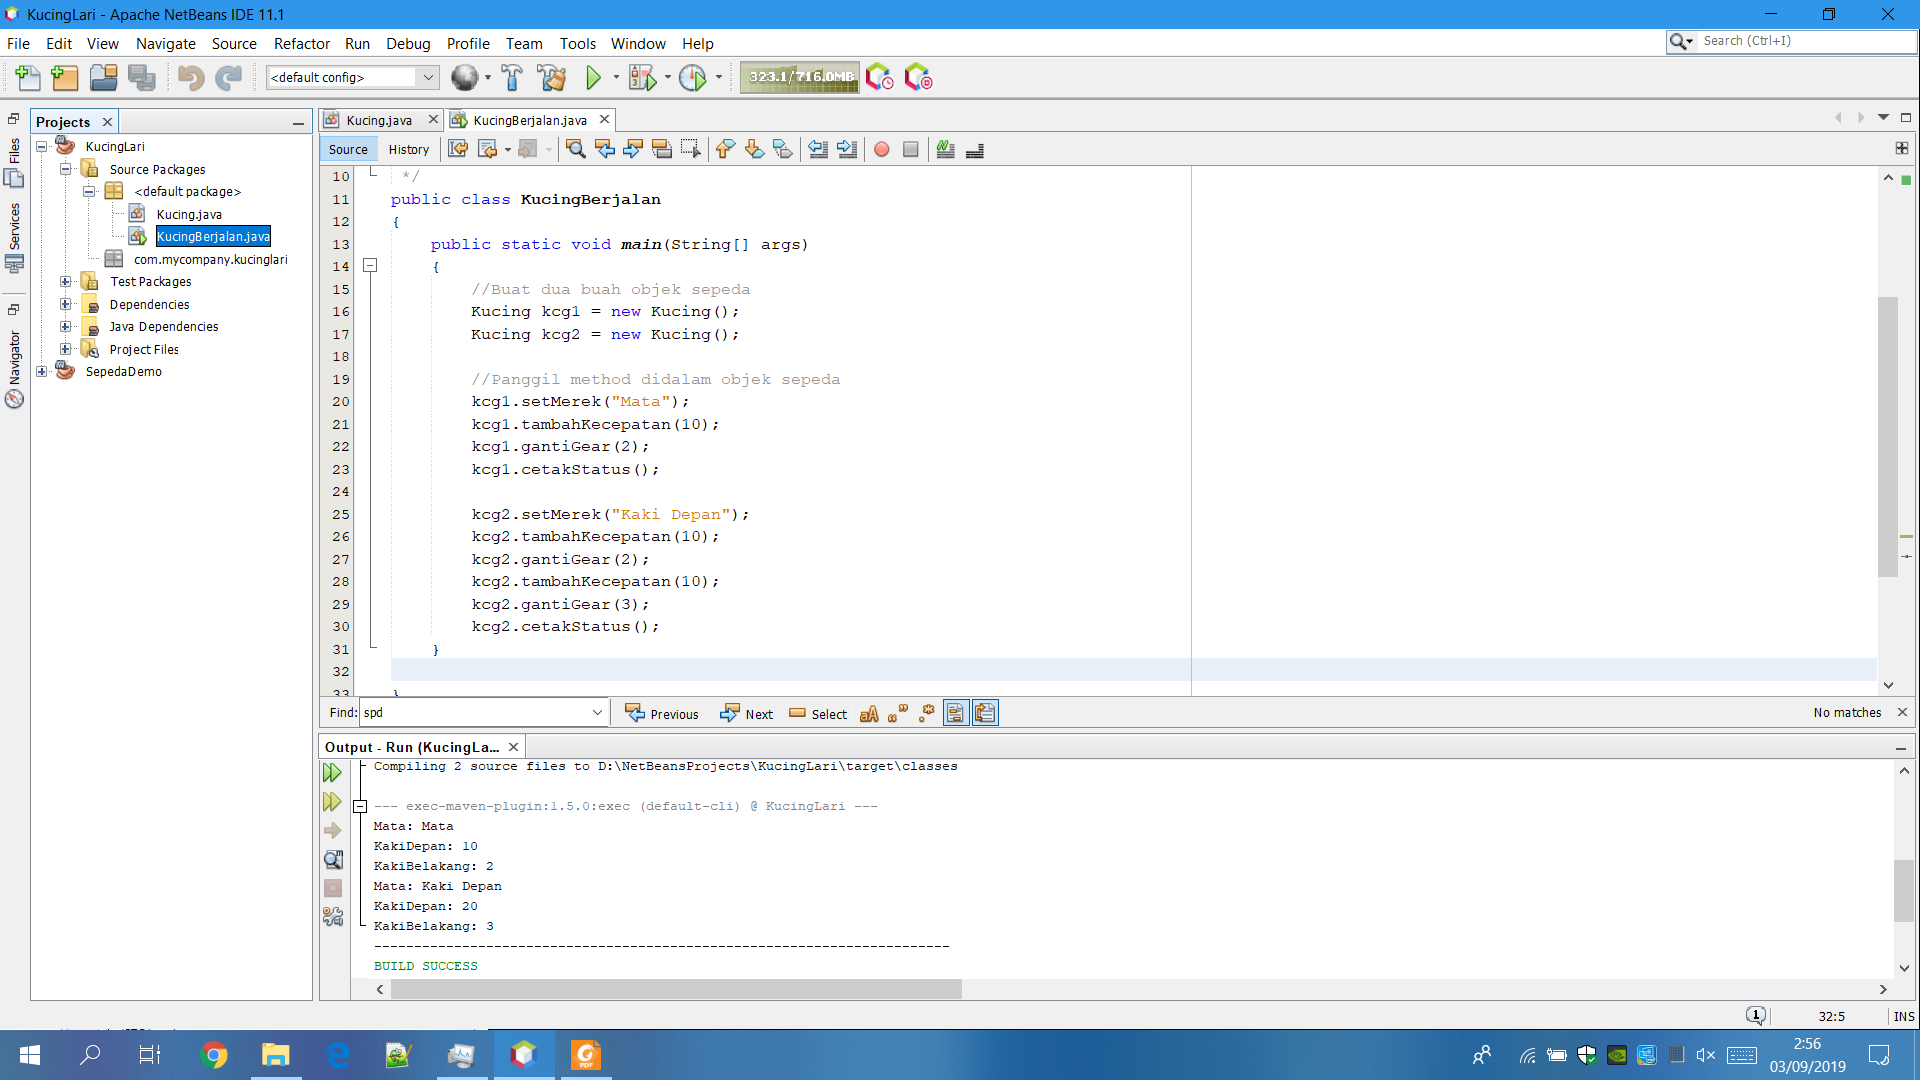 KucingLari - Apache NetBeans IDE 11.1
File Edit View Navigate Source Refactor Run Debug Profile Team Tools Window Help
Search (Ctrl+I)
<default config>
323.1/716.0MB
Projects
Files
Services
Navigator
KucingLari
Source Packages
<default package>
Kucing.java
KucingBerjalan.java
com.mycompany.kucinglari
Test Packages
Dependencies
Java Dependencies
Project Files
SepedaDemo
Kucing.java
KucingBerjalan.java
Source History
10 */
11 public class KucingBerjalan
12 {
13 public static void main(String[] args)
14 {
15 //Buat dua buah objek sepeda
16 Kucing kcg1 = new Kucing();
17 Kucing kcg2 = new Kucing();
18
19 //Panggil method didalam objek sepeda
20 kcg1.setMerek("Mata");
21 kcg1.tambahKecepatan(10);
22 kcg1.gantiGear(2);
23 kcg1.cetakStatus();
24
25 kcg2.setMerek("Kaki Depan");
26 kcg2.tambahKecepatan(10);
27 kcg2.gantiGear(2);
28 kcg2.tambahKecepatan(10);
29 kcg2.gantiGear(3);
30 kcg2.cetakStatus();
31 }
32
33 }
Find: spd Previous Next Select No matches
Output - Run (KucingLa...
Compiling 2 source files to D:\NetBeansProjects\KucingLari\target\classes
--- exec-maven-plugin:1.5.0:exec (default-cli) @ KucingLari ---
Mata: Mata
KakiDepan: 10
KakiBelakang: 2
Mata: Kaki Depan
KakiDepan: 20
KakiBelakang: 3
------------------------------------------------------------------------
BUILD SUCCESS
1 32:5 INS
2:56
03/09/2019